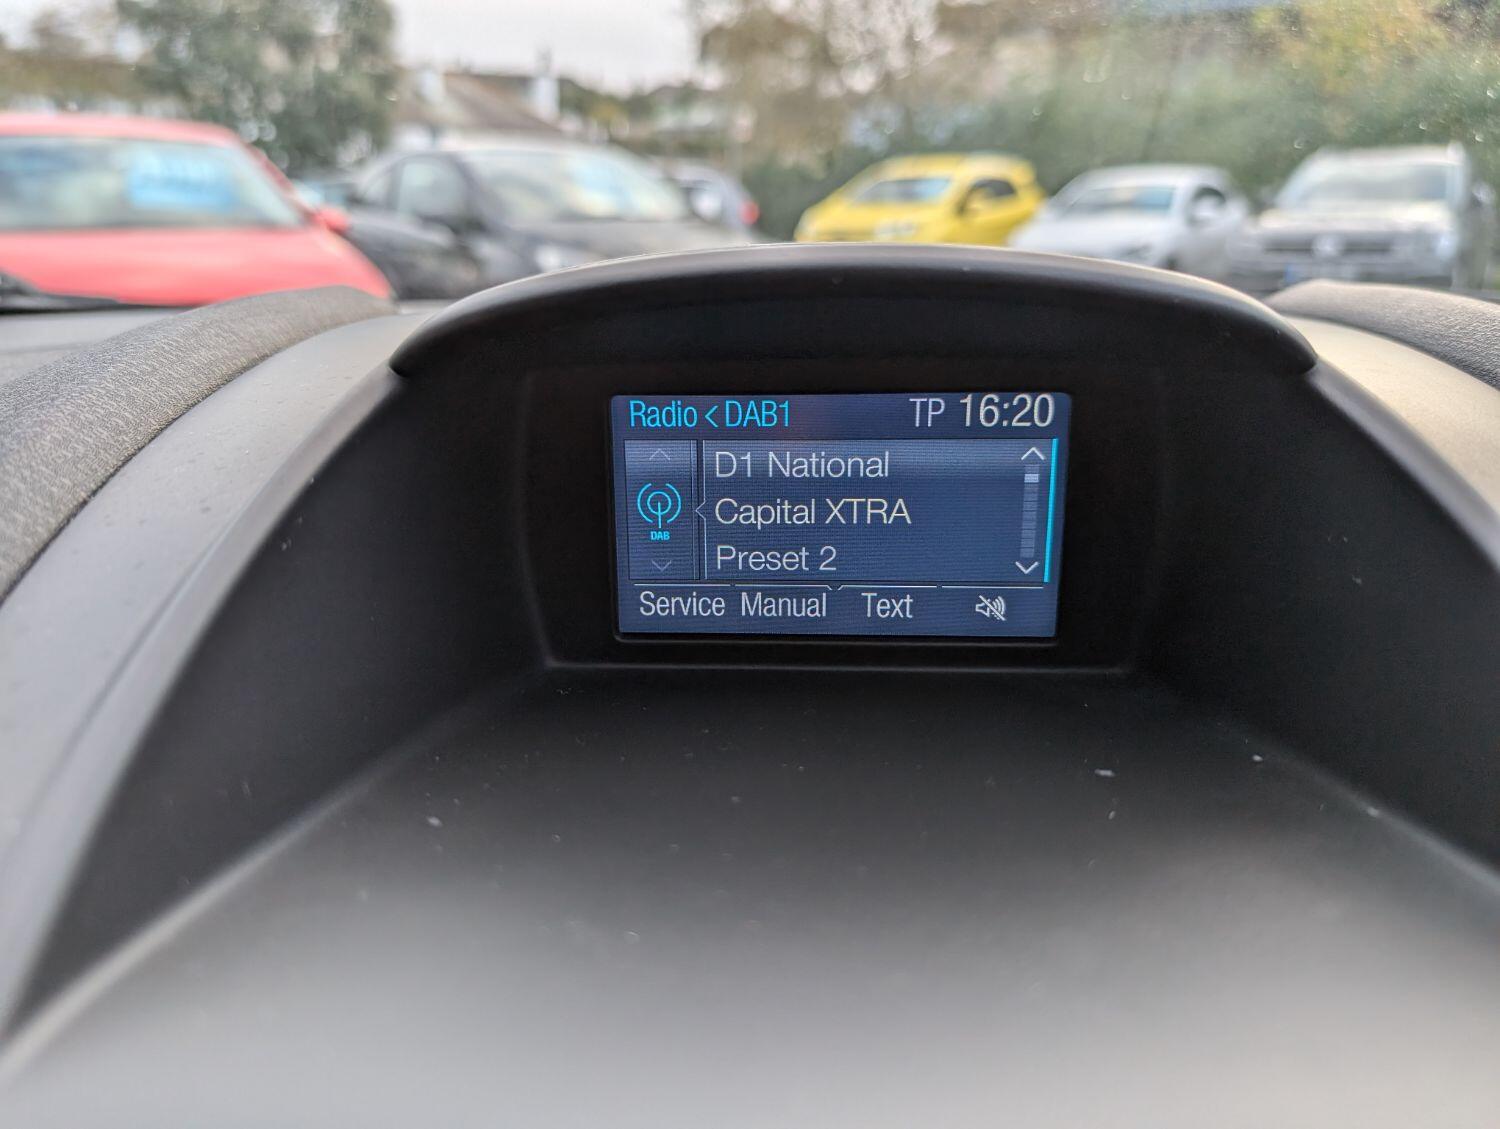 Radio < DAB1 TP 16:20
D1 National
DAB
Capital XTRA
Preset 2
Service Manual Text